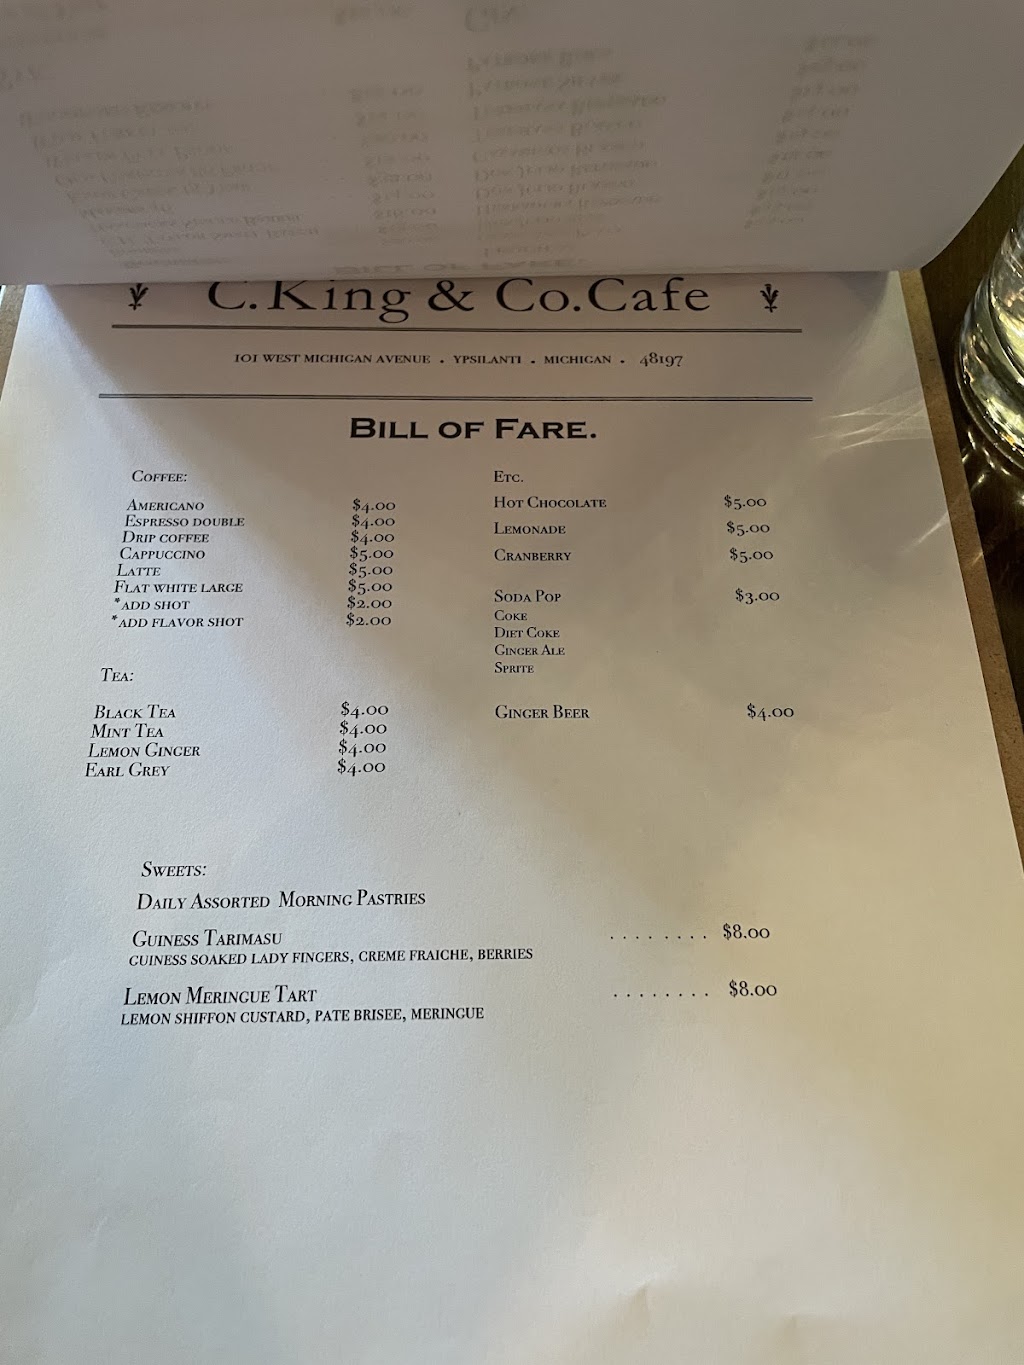 C.King & Co.Cafe
101 WEST MICHIGAN AVENUE . YPSILANTI . MICHIGAN . 48197
BILL OF FARE.
COFFEE:
AMERICANO $4.00
ESPRESSO DOUBLE $4.00
DRIP COFFEE $4.00
CAPPUCCINO $5.00
LATTE $5.00
FLAT WHITE LARGE $5.00
*ADD SHOT $2.00
*ADD FLAVOR SHOT $2.00
TEA:
BLACK TEA $4.00
MINT TEA $4.00
LEMON GINGER $4.00
EARL GREY $4.00
ETC.
HOT CHOCOLATE $5.00
LEMONADE $5.00
CRANBERRY $5.00
SODA POP $3.00
COKE
DIET COKE
GINGER ALE
SPRITE
GINGER BEER $4.00
SWEETS:
DAILY ASSORTED MORNING PASTRIES
GUINESS TARIMASU ........ $8.00
GUINESS SOAKED LADY FINGERS, CREME FRAICHE, BERRIES
LEMON MERINGUE TART ........ $8.00
LEMON SHIFFON CUSTARD, PATE BRISEE, MERINGUE